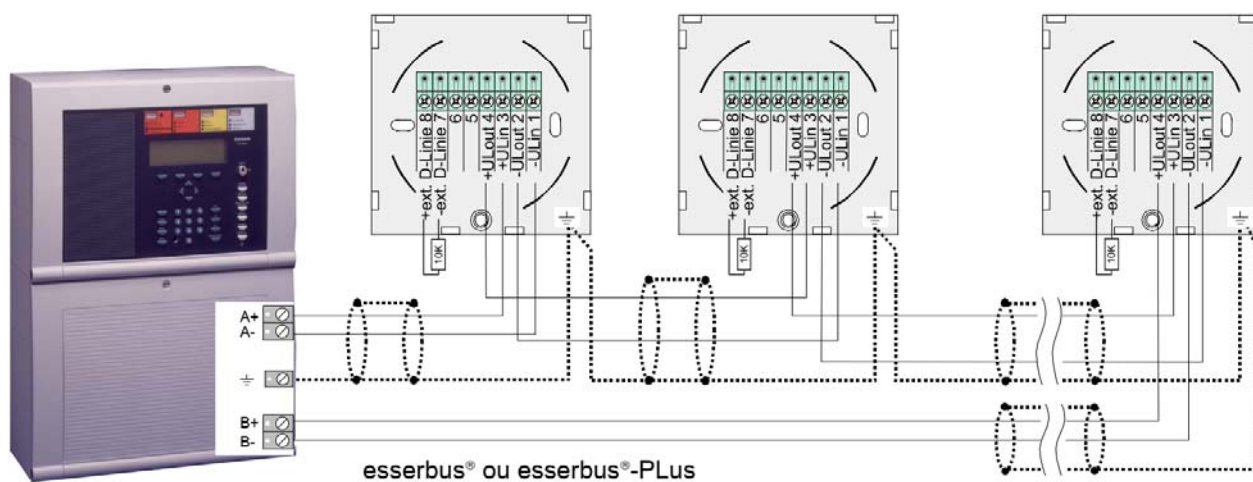 +ext. D-Linie 8
-ext. D-Linie 7
6
5
+ULout 4
+ULin 3
-ULout 2
-ULin 1
10K
+ext. D-Linie 8
-ext. D-Linie 7
6
5
+ULout 4
+ULin 3
-ULout 2
-ULin 1
10K
+ext. D-Linie 8
-ext. D-Linie 7
6
5
+ULout 4
+ULin 3
-ULout 2
-ULin 1
10K
A+
A-
B+
B-
esserbus® ou esserbus®-PLus